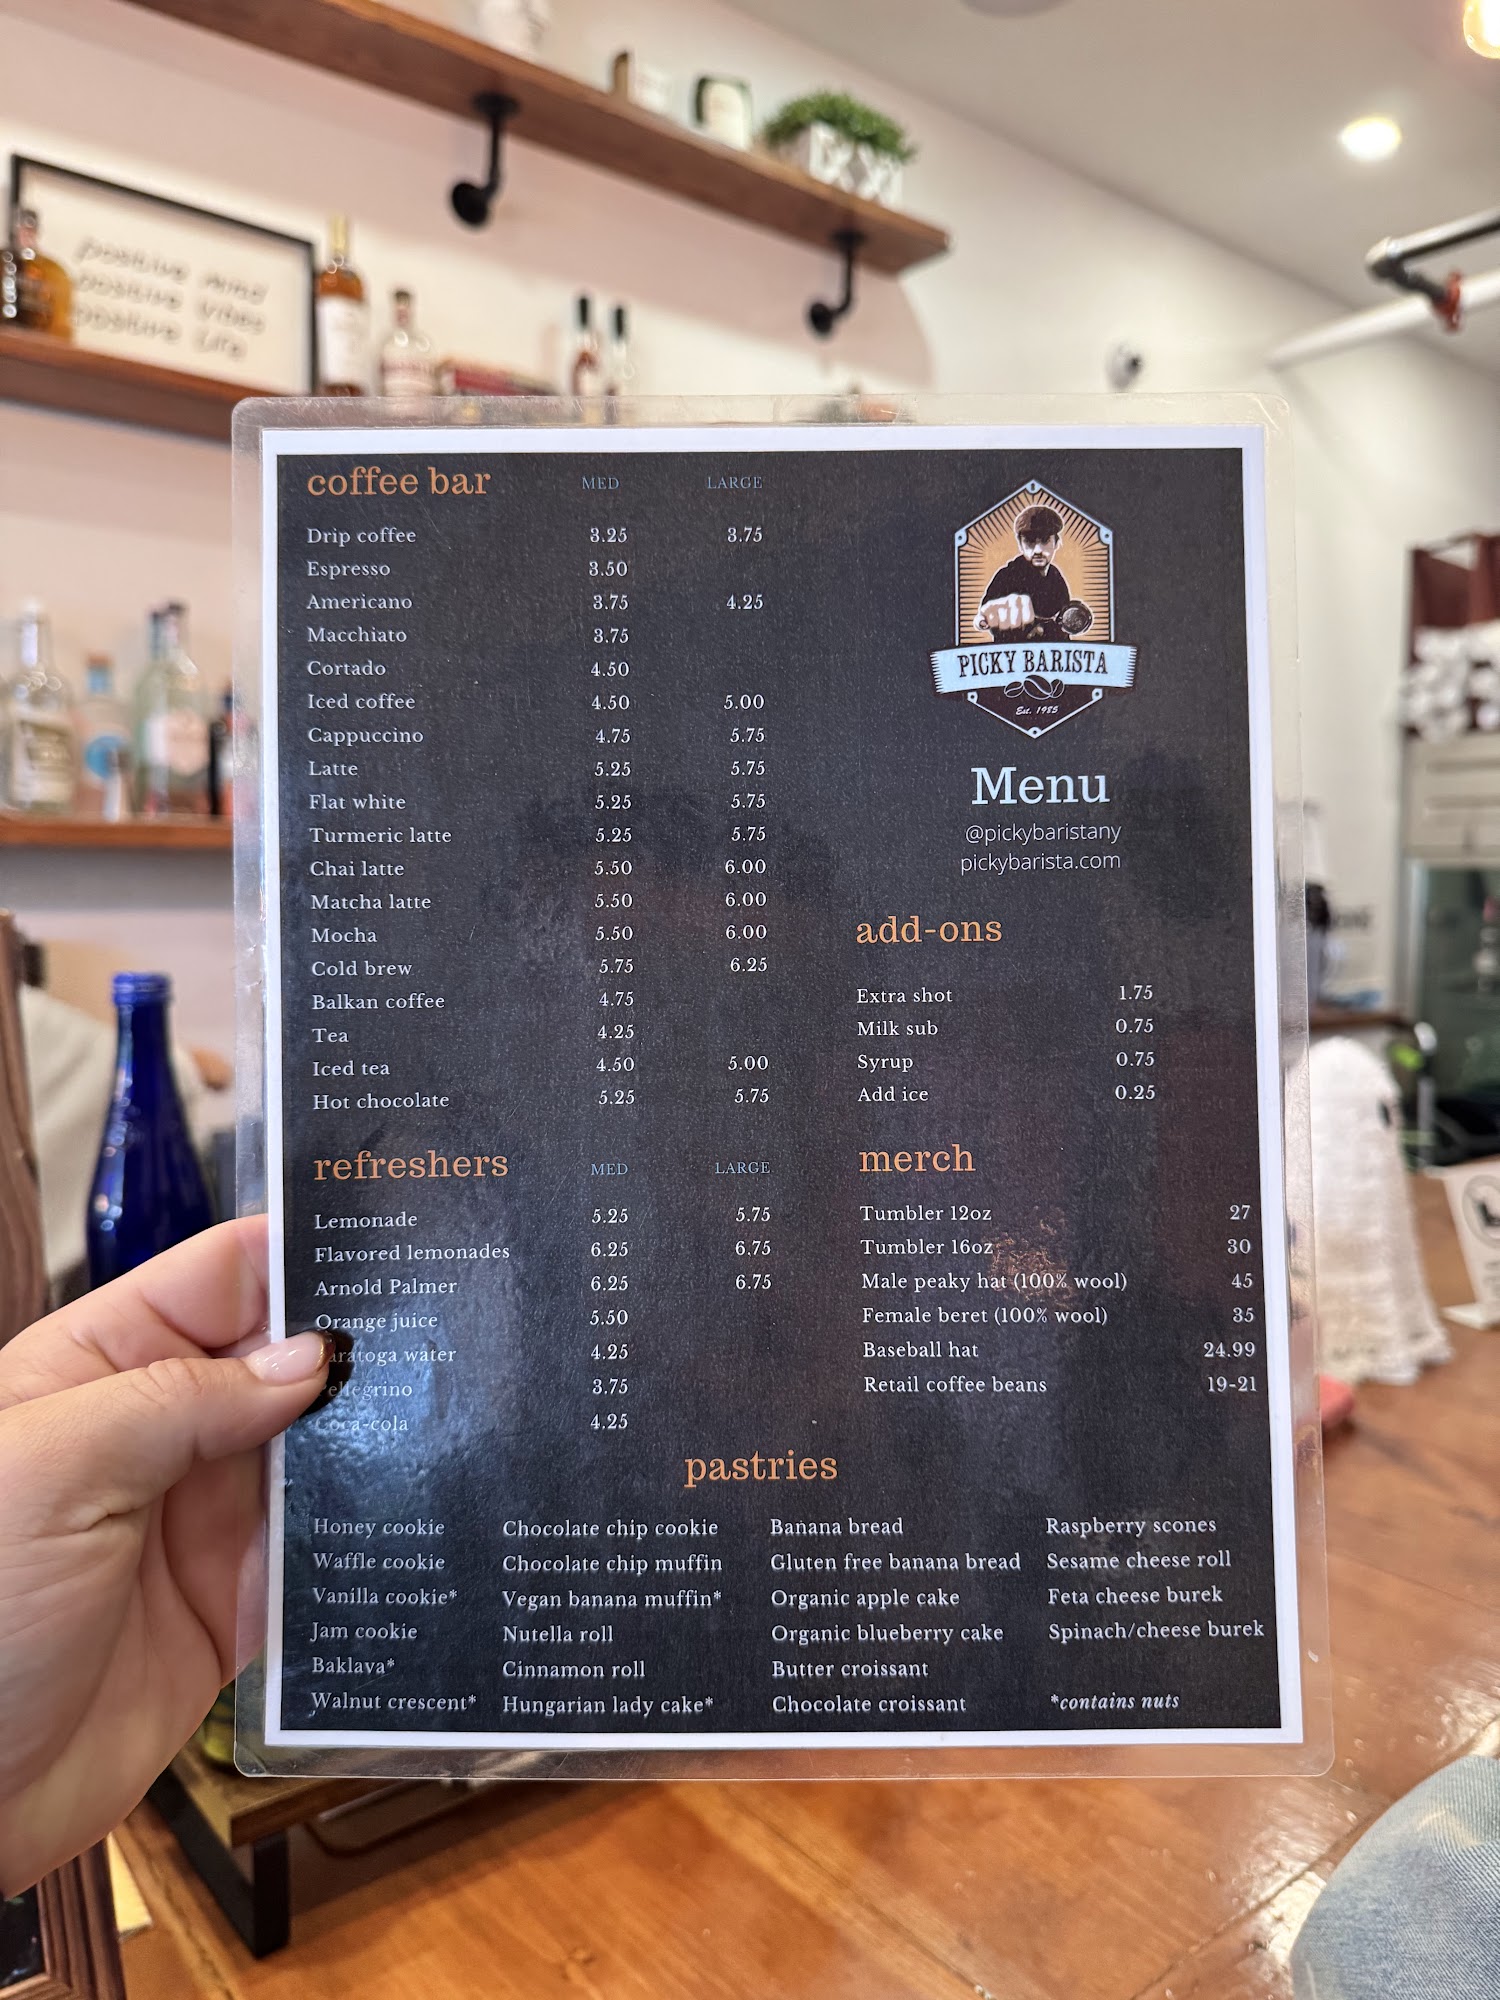 positive mind
positive vibes
positive life
coffee bar MED LARGE
Drip coffee 3.25 3.75
Espresso 3.50
Americano 3.75 4.25
Macchiato 3.75
Cortado 4.50
Iced coffee 4.50 5.00
Cappuccino 4.75 5.75
Latte 5.25 5.75
Flat white 5.25 5.75
Turmeric latte 5.25 5.75
Chai latte 5.50 6.00
Matcha latte 5.50 6.00
Mocha 5.50 6.00
Cold brew 5.75 6.25
Balkan coffee 4.75
Tea 4.25
Iced tea 4.50 5.00
Hot chocolate 5.25 5.75
refreshers MED LARGE
Lemonade 5.25 5.75
Flavored lemonades 6.25 6.75
Arnold Palmer 6.25 6.75
Orange juice 5.50
Saratoga water 4.25
Pellegrino 3.75
Coca-cola 4.25
PICKY BARISTA
Est. 1985
Menu
@pickybaristany
pickybarista.com
add-ons
Extra shot 1.75
Milk sub 0.75
Syrup 0.75
Add ice 0.25
merch
Tumbler 12oz 27
Tumbler 16oz 30
Male peaky hat (100% wool) 45
Female beret (100% wool) 35
Baseball hat 24.99
Retail coffee beans 19-21
pastries
Honey cookie
Waffle cookie
Vanilla cookie*
Jam cookie
Baklava*
Walnut crescent*
Chocolate chip cookie
Chocolate chip muffin
Vegan banana muffin*
Nutella roll
Cinnamon roll
Hungarian lady cake*
Banana bread
Gluten free banana bread
Organic apple cake
Organic blueberry cake
Butter croissant
Chocolate croissant
Raspberry scones
Sesame cheese roll
Feta cheese burek
Spinach/cheese burek
*contains nuts